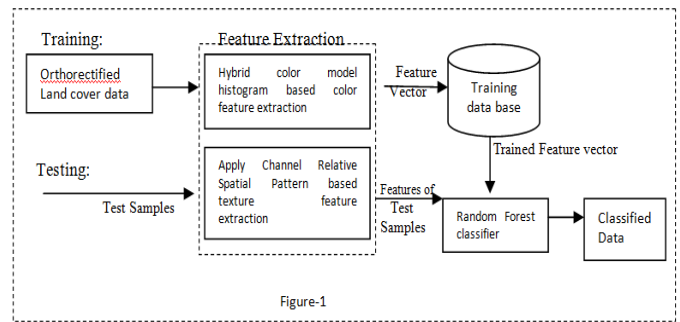 Training:
Feature Extraction
Orthorectified
Land cover data
Hybrid color model
histogram based color
feature extraction
Feature
Vector
Training
data base
Trained Feature vector
Testing:
Test Samples
Apply Channel Relative
Spatial Pattern based
texture feature
extraction
Features of
Test
Samples
Random Forest
classifier
Classified
Data
Figure-1